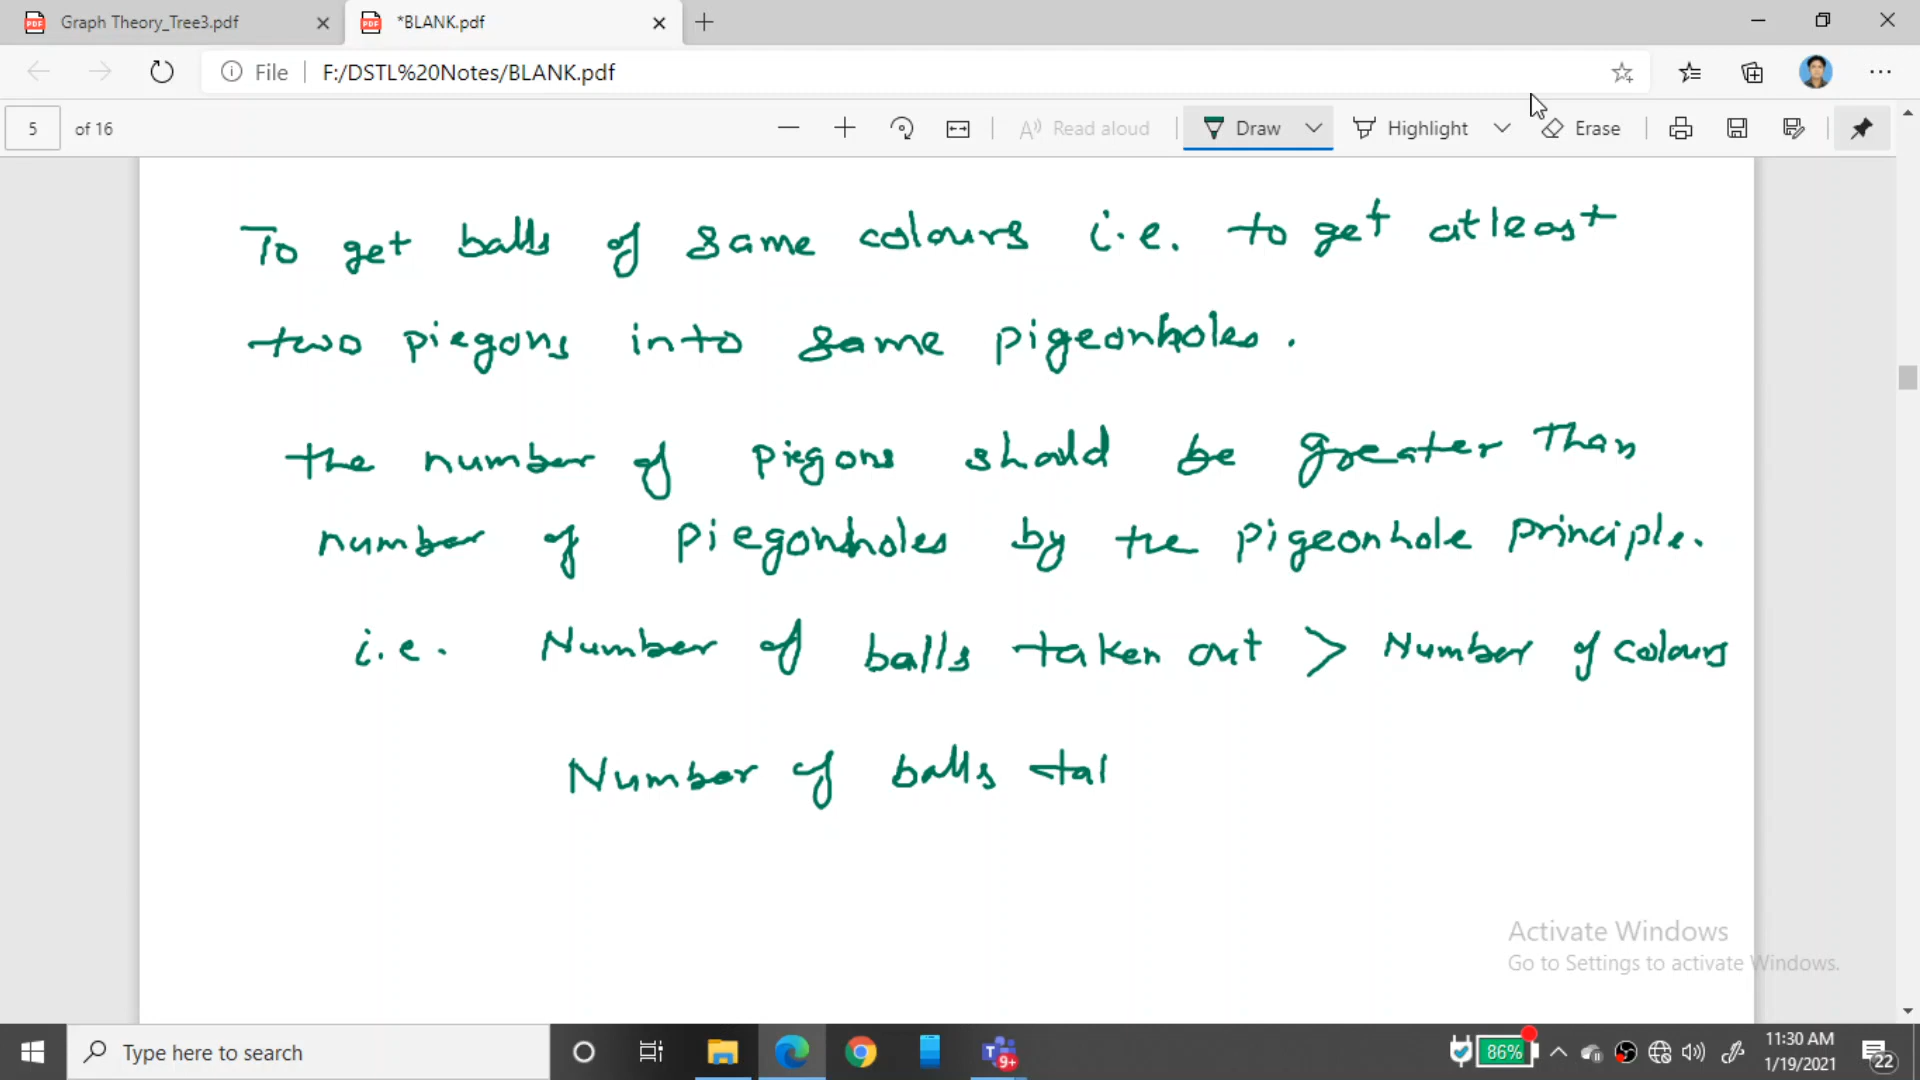 Graph Theory_Tree3.pdf
*BLANK.pdf
File
F:/DSTL%20Notes/BLANK.pdf
5 of 16
Read aloud
Draw
Highlight
Erase
To get balls of same colours i.e. to get atleast
two piegons into same pigeonholes.
the number of piegons should be greater than
number of piegonholes by the pigeonhole principle.
i.e. Number of balls taken out > Number of colours
Number of balls tal
Activate Windows
Go to Settings to activate Windows.
Type here to search
9+
86%
11:30 AM
1/19/2021
22